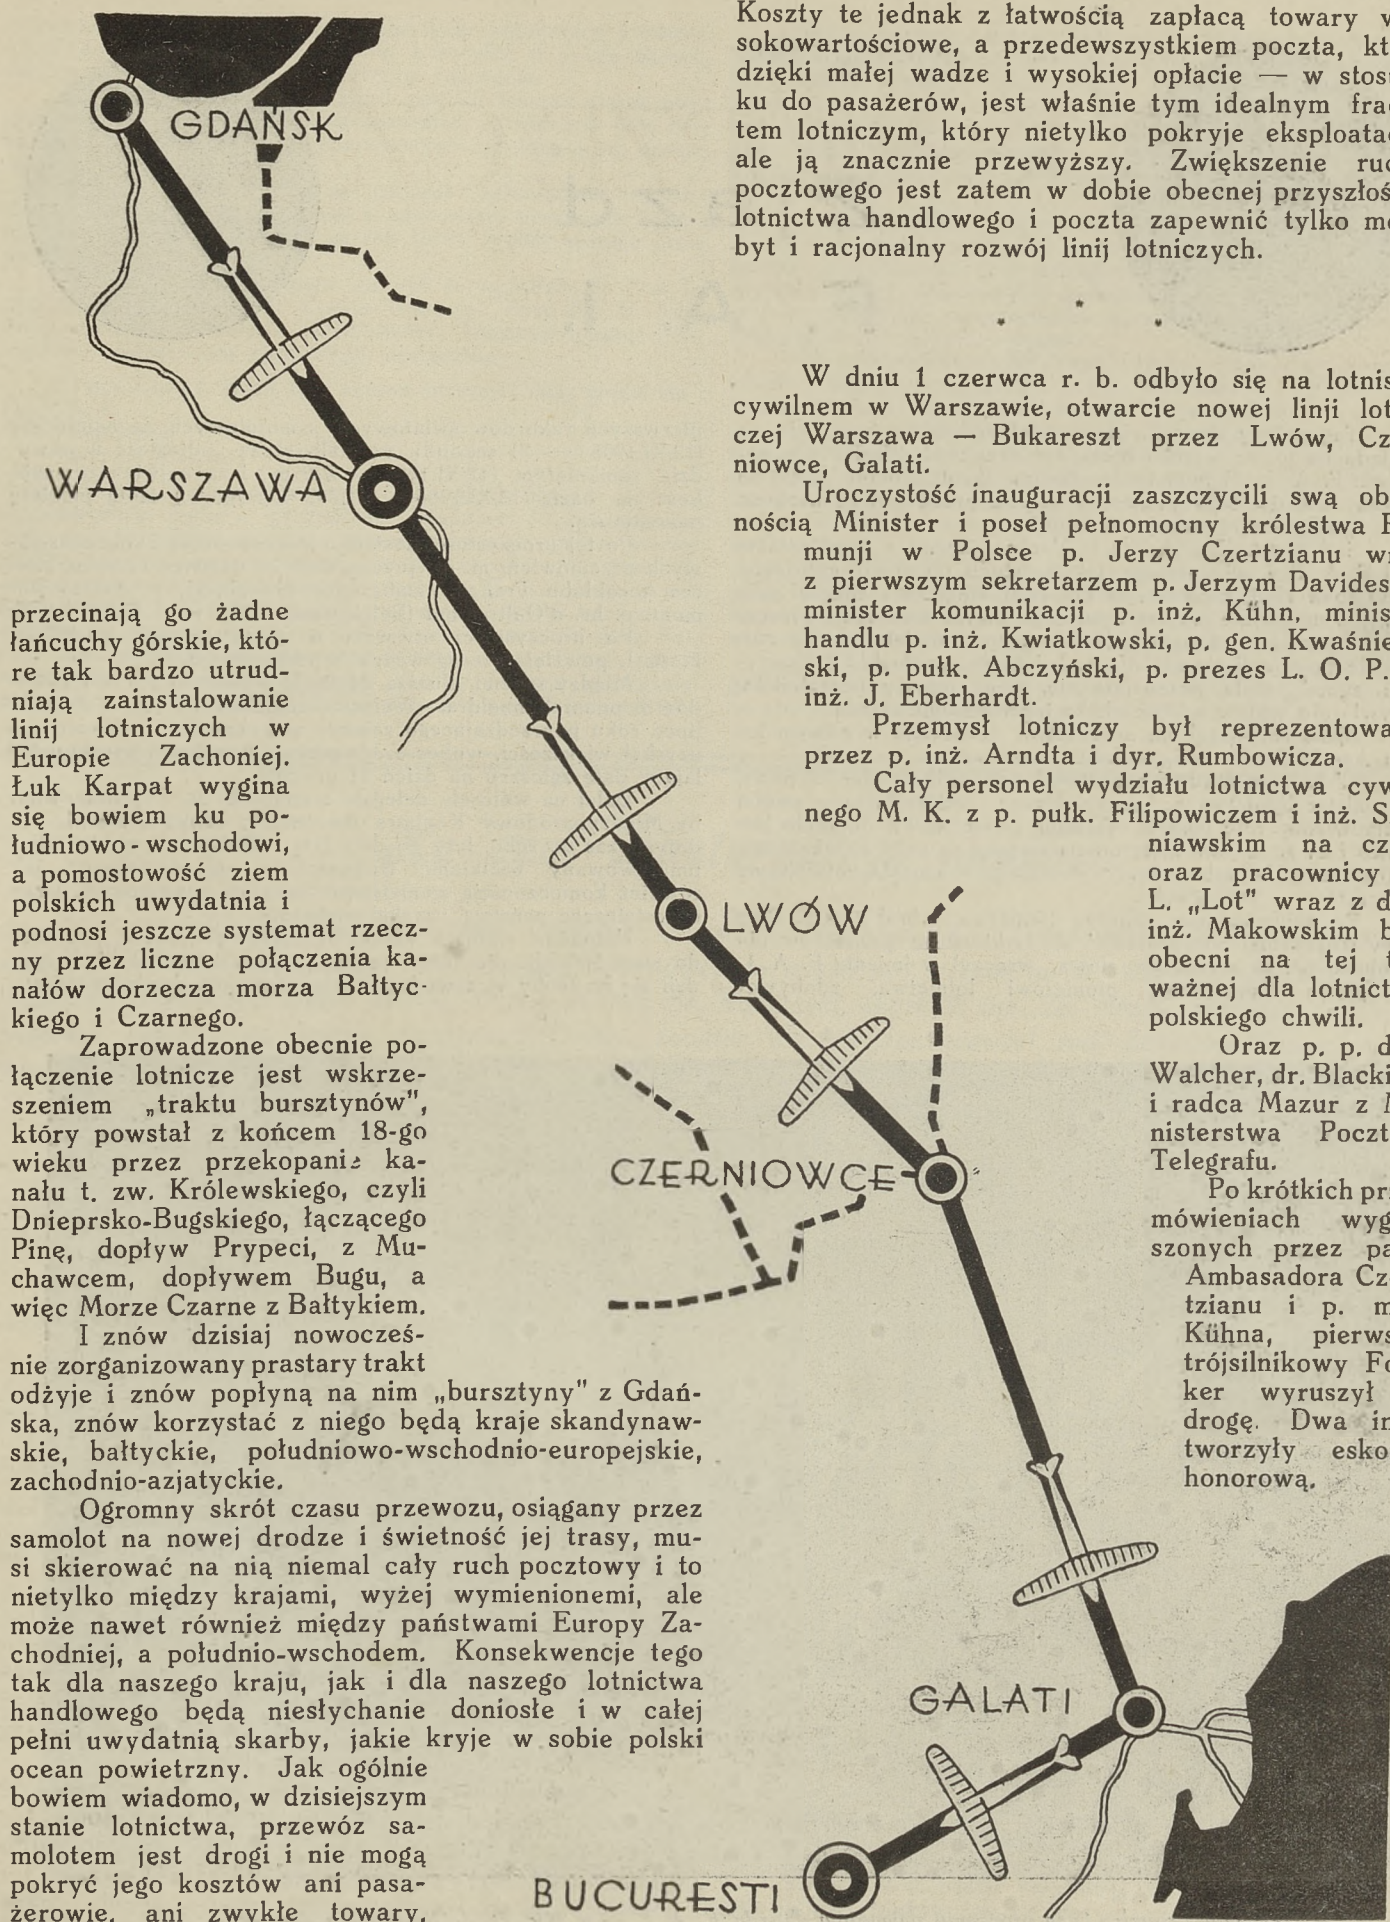 GDAŃSK
WARSZAWA
LWÓW
CZERNIOWCE
GALATI
BUCURESTI
przecinają go żadne
łańcuchy górskie, któ-
re tak bardzo utrud-
niają zainstalowanie
linij lotniczych w
Europie Zachoniej.
Łuk Karpat wygina
się bowiem ku po-
łudniowo-wschodowi,
a pomostowość ziem
polskich uwydatnia i
podnosi jeszcze systemat rzecz-
ny przez liczne połączenia ka-
nałów dorzecza morza Bałtyc-
kiego i Czarnego.
Zaprowadzone obecnie po-
łączenie lotnicze jest wskrze-
szeniem „traktu bursztynów",
który powstał z końcem 18-go
wieku przez przekopanie ka-
nału t. zw. Królewskiego, czyli
Dnieprsko-Bugskiego, łączącego
Pinę, dopływ Prypeci, z Mu-
chawcem, dopływem Bugu, a
więc Morze Czarne z Bałtykiem.
I znów dzisiaj nowocześ-
nie zorganizowany prastary trakt
odżyje i znów popłyną na nim „bursztyny" z Gdań-
ska, znów korzystać z niego będą kraje skandynaw-
skie, bałtyckie, południowo-wschodnio-europejskie,
zachodnio-azjatyckie.
Ogromny skrót czasu przewozu, osiągany przez
samolot na nowej drodze i świetność jej trasy, mu-
si skierować na nią niemal cały ruch pocztowy i to
nietylko między krajami, wyżej wymienionemi, ale
może nawet również między państwami Europy Za-
chodniej, a południo-wschodem. Konsekwencje tego
tak dla naszego kraju, jak i dla naszego lotnictwa
handlowego będą niesłychanie doniosłe i w całej
pełni uwydatnią skarby, jakie kryje w sobie polski
ocean powietrzny. Jak ogólnie
bowiem wiadomo, w dzisiejszym
stanie lotnictwa, przewóz sa-
molotem jest drogi i nie mogą
pokryć jego kosztów ani pasa-
żerowie, ani zwykłe towary.
Koszty te jednak z łatwością zapłacą towary
sokowartościowe, a przedewszystkiem poczta, kt
dzięki małej wadze i wysokiej opłacie — w stos
ku do pasażerów, jest właśnie tym idealnym fra
tem lotniczym, który nietylko pokryje eksploata
ale ją znacznie przewyższy. Zwiększenie ru
pocztowego jest zatem w dobie obecnej przyszłoś
lotnictwa handlowego i poczta zapewnić tylko m
byt i racjonalny rozwój linij lotniczych.
* * *
W dniu 1 czerwca r. b. odbyło się na lotnis
cywilnem w Warszawie, otwarcie nowej linji lot
czej Warszawa — Bukareszt przez Lwów, Cz
niowce, Galati.
Uroczystość inauguracji zaszczycili swą ob
nością Minister i poseł pełnomocny królestwa
munji w Polsce p. Jerzy Czertzianu w
z pierwszym sekretarzem p. Jerzym Davides
minister komunikacji p. inż. Kühn, minis
handlu p. inż. Kwiatkowski, p. gen. Kwaśnie
ski, p. pułk. Abczyński, p. prezes L. O. P.
inż. J. Eberhardt.
Przemysł lotniczy był reprezentowa
przez p. inż. Arndta i dyr. Rumbowicza.
Cały personel wydziału lotnictwa cyw
nego M. K. z p. pułk. Filipowiczem i inż. S
niawskim na cz
oraz pracownicy
L. „Lot" wraz z d
inż. Makowskim b
obecni na tej t
ważnej dla lotnict
polskiego chwili.
Oraz p. p. d
Walcher, dr. Blacki
i radca Mazur z
nisterstwa Poczt
Telegrafu.
Po krótkich prz
mówieniach wyg
szonych przez pa
Ambasadora Cz
tzianu i p. m
Kühna, pierws
trójsilnikowy Fo
ker wyruszył
drogę. Dwa in
tworzyły esko
honorową.